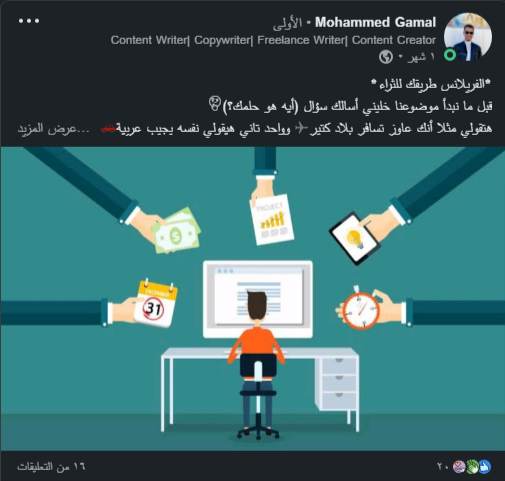 Mohammed Gamal • الأولى
Content Writer| Copywriter| Freelance Writer| Content Creator
١ شهر •
*الفريلانس طريقك للثراء *
قبل ما نبدأ موضوعنا خليني أسالك سؤال (أيه هو حلمك؟)
هتقولي مثلا أنك عاوز تسافر بلاد كتير✈ وواحد تاني هيقولي نفسه يجيب عربية🚗 ...عرض المزيد
PROJECT
31
٢٠
١٦ من التعليقات